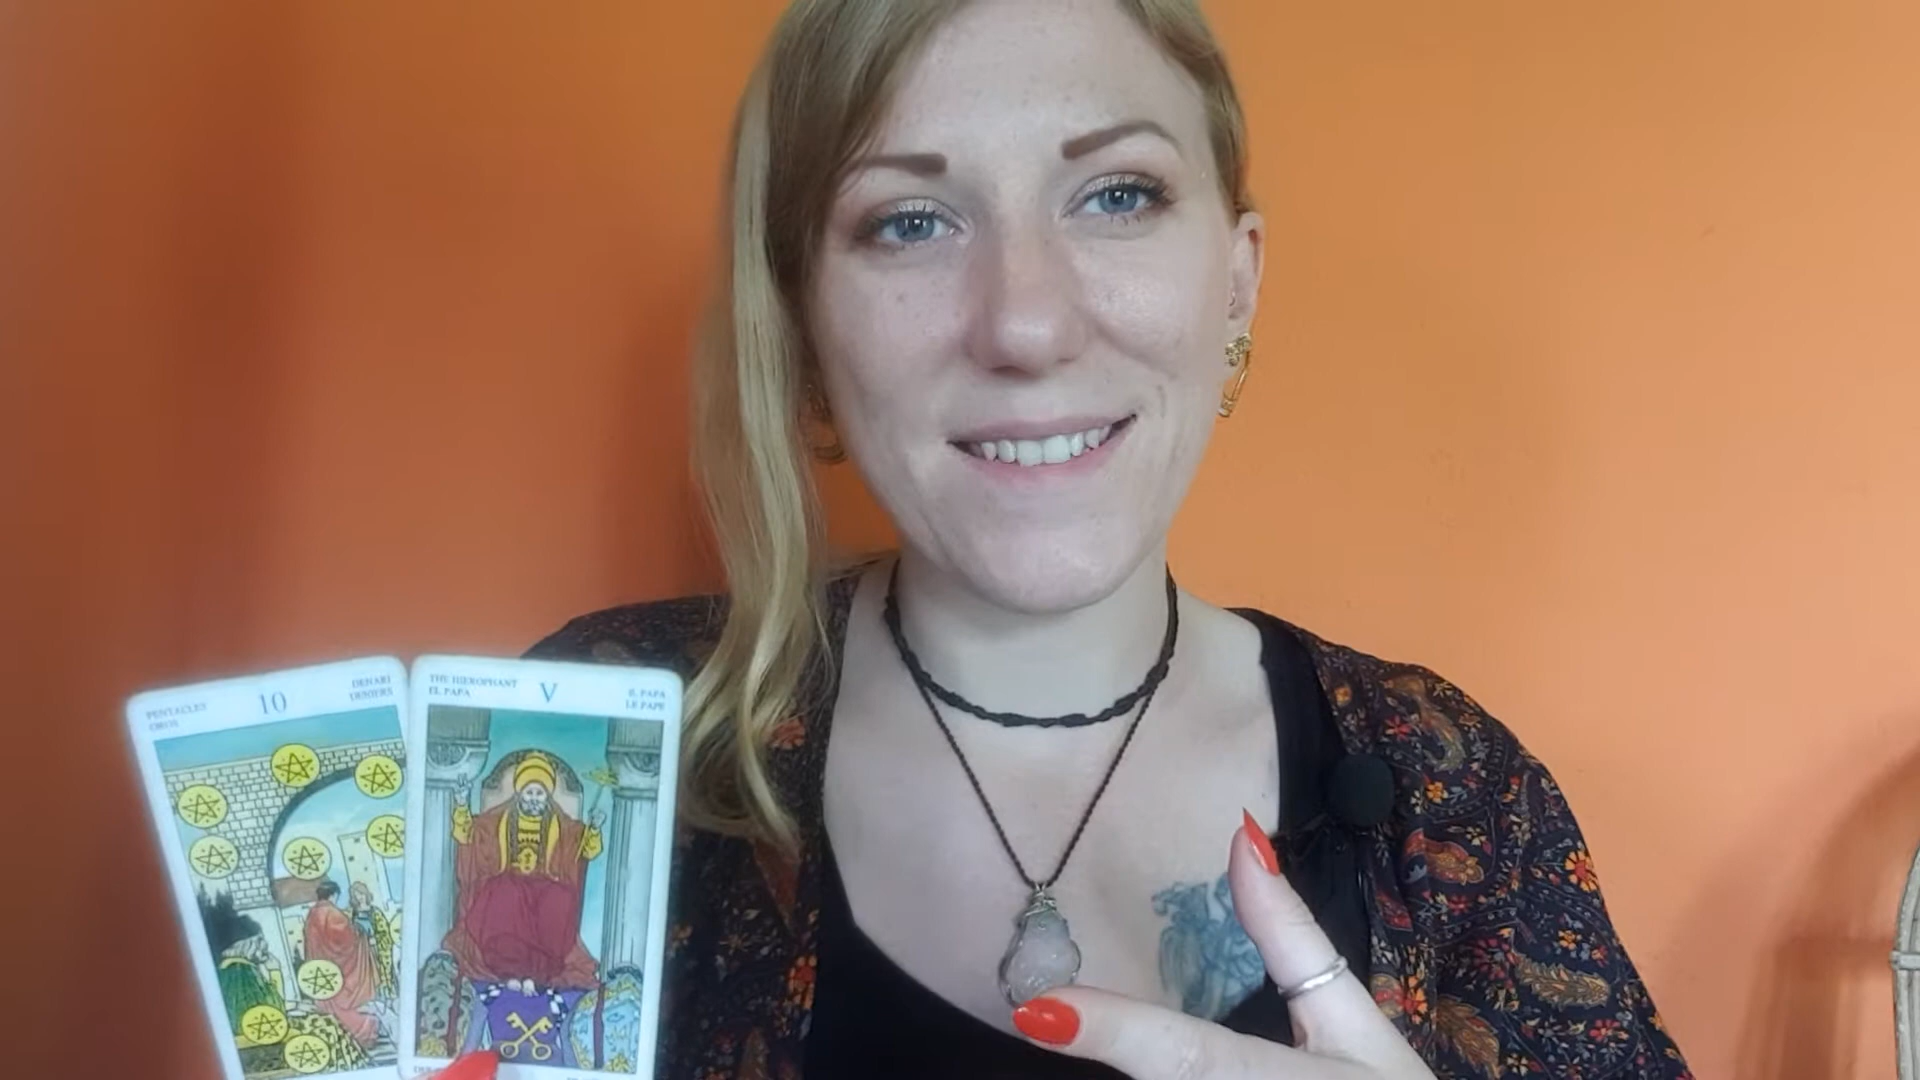 PENTACLES
OROS
10
DENARI
DENIERS
THE HIEROPHANT
EL PAPA
V
IL PAPA
LE PAPE